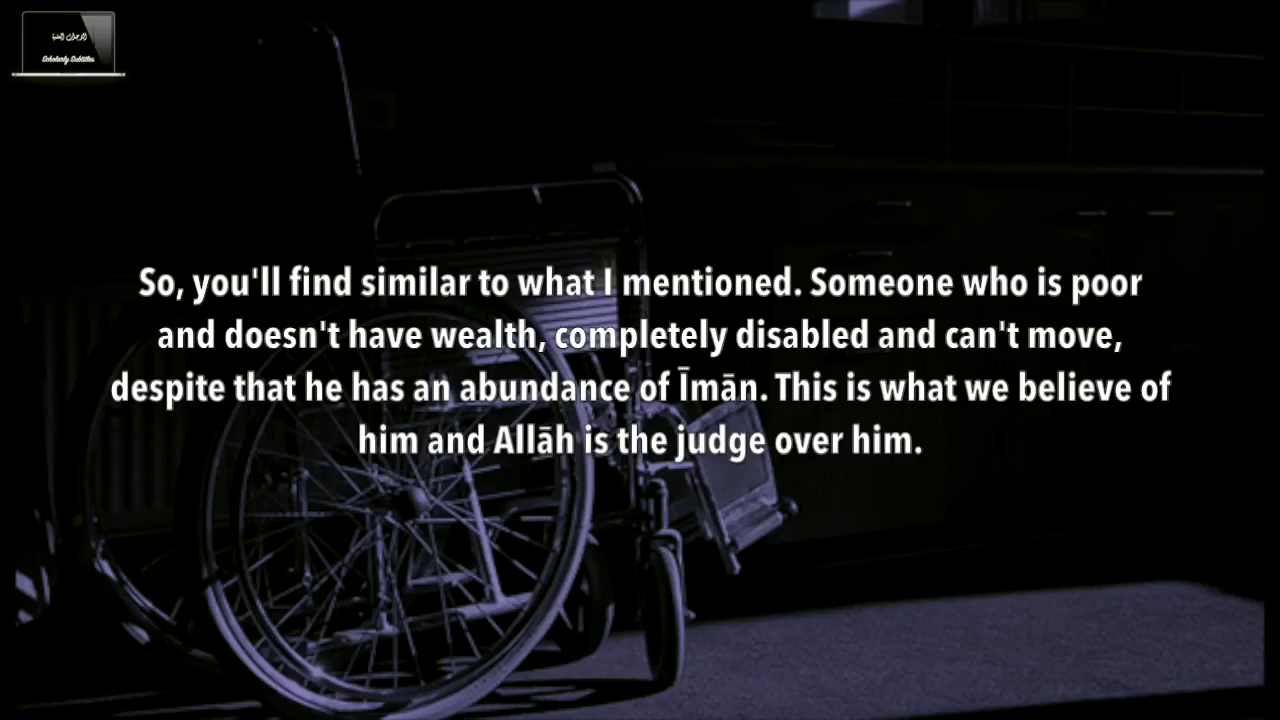 Scholarly Subtitles
So, you'll find similar to what I mentioned. Someone who is poor
and doesn't have wealth, completely disabled and can't move,
despite that he has an abundance of Īmān. This is what we believe of
him and Allāh is the judge over him.